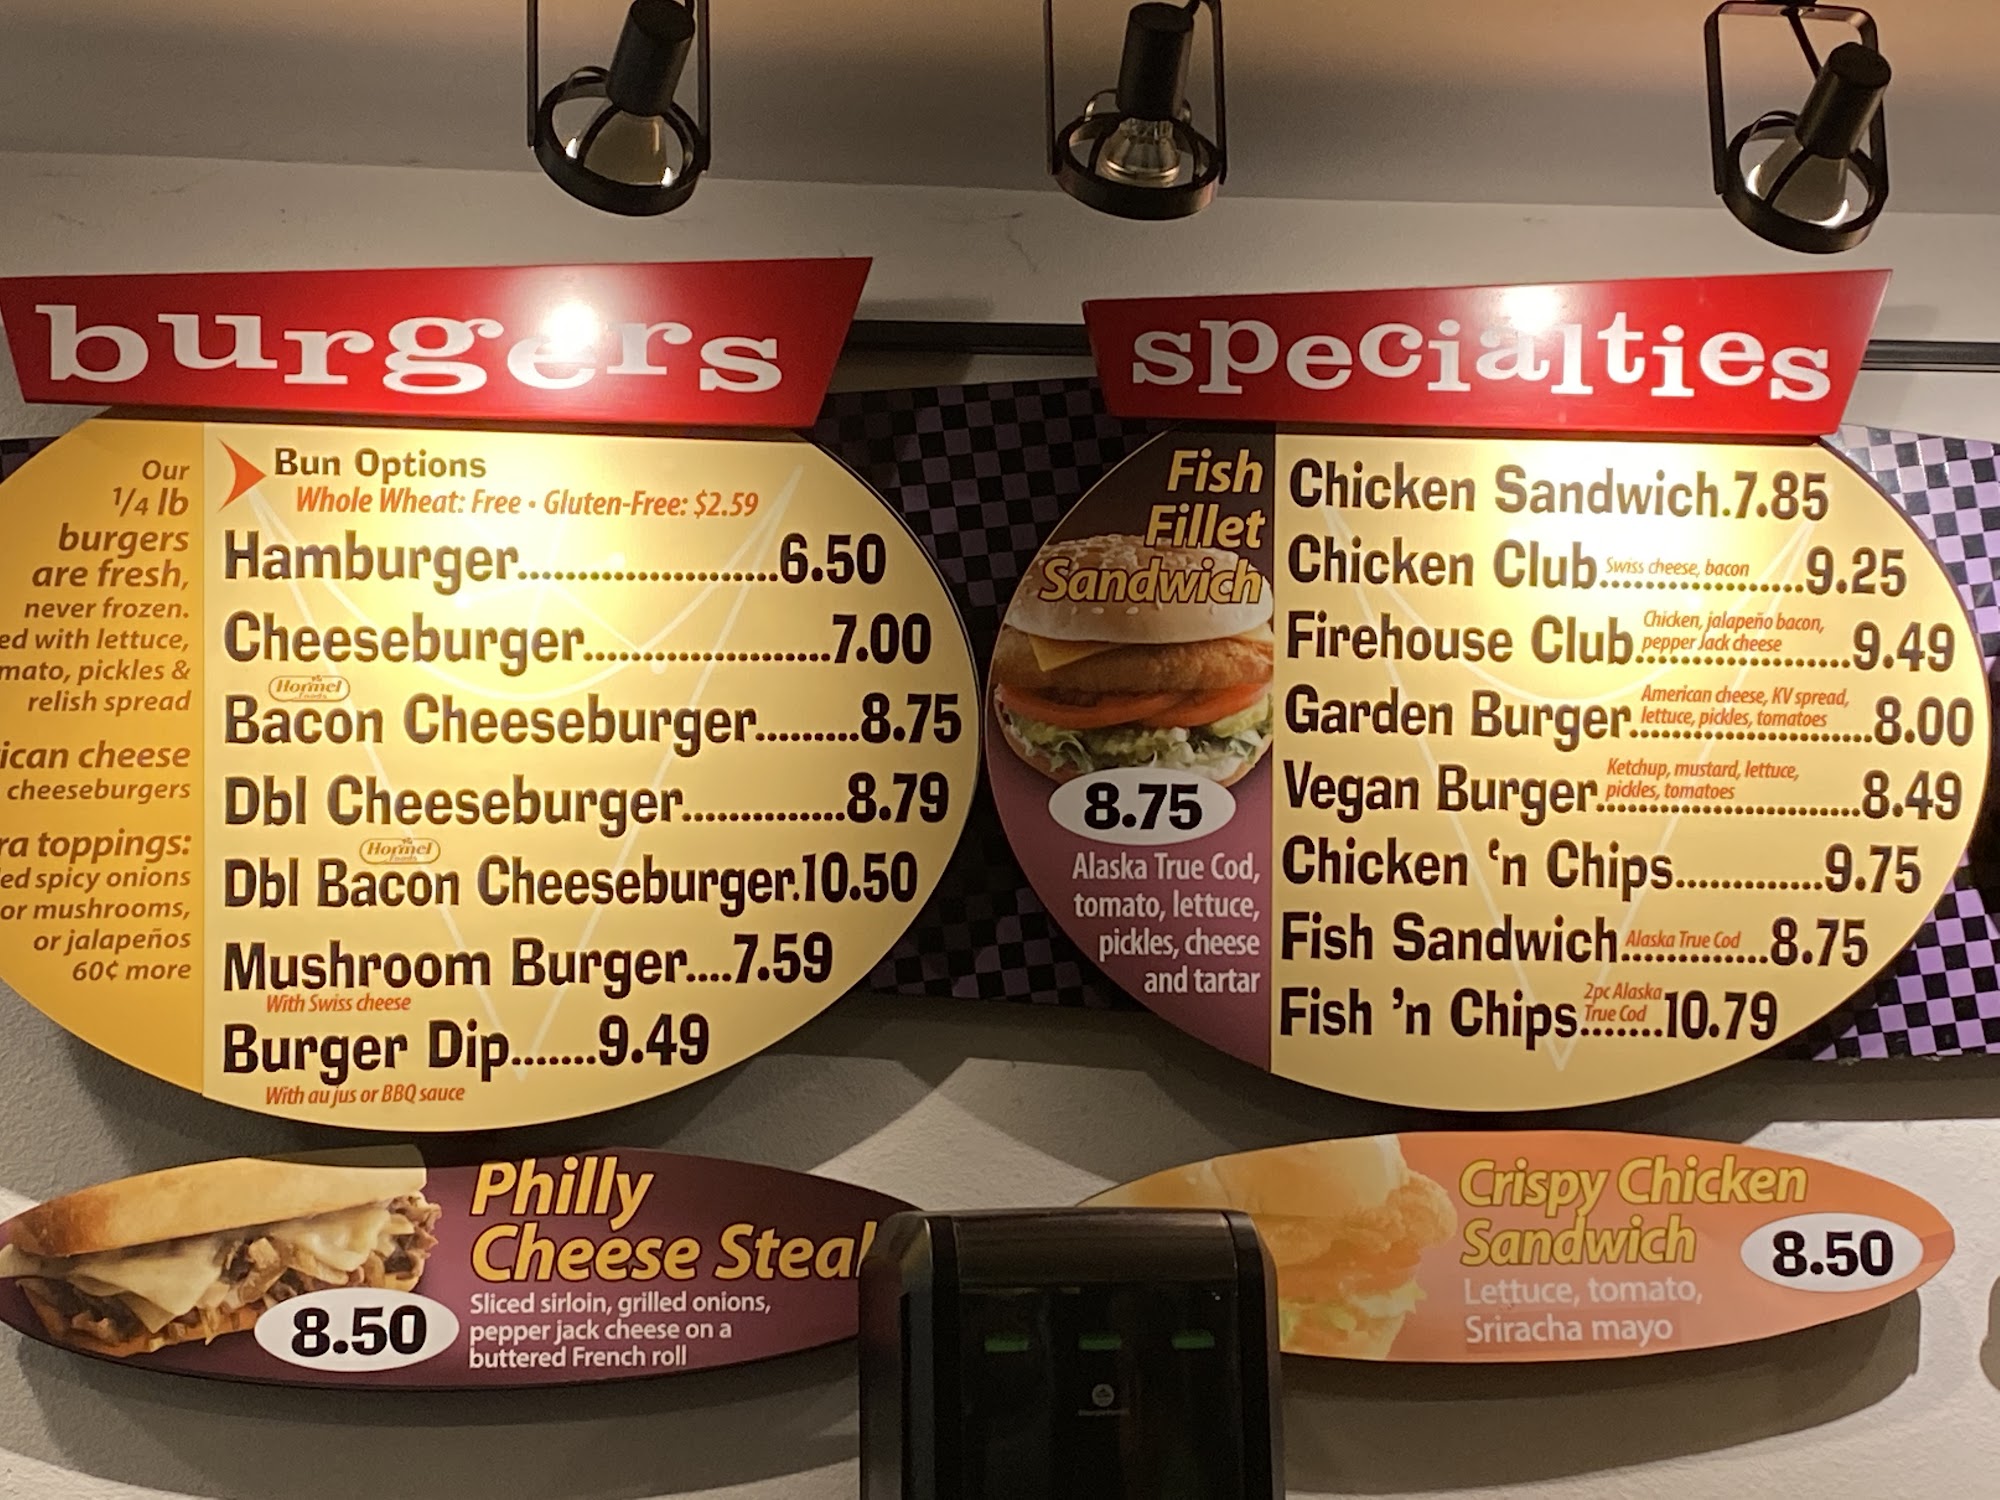 burgers
Our
1/4 lb
burgers
are fresh,
never frozen.
with lettuce,
pickles &
relish spread
cheese
cheeseburgers
toppings:
spicy onions
or mushrooms,
or jalapeños
60¢ more
Bun Options
Whole Wheat: Free • Gluten-Free: $2.59
Hamburger.........................6.50
Cheeseburger........................7.00
Hormel
Foods
Bacon Cheeseburger..........8.75
Dbl Cheeseburger................8.79
Hormel
Foods
Dbl Bacon Cheeseburger.10.50
Mushroom Burger....7.59
With Swiss cheese
Burger Dip.......9.49
With au jus or BBQ sauce
specialties
Fish
Fillet
Sandwich
8.75
Alaska True Cod,
tomato, lettuce,
pickles, cheese
and tartar
Chicken Sandwich.7.85
Chicken Club Swiss cheese, bacon 9.25
Firehouse Club Chicken, jalapeño bacon,
pepper Jack cheese 9.49
Garden Burger American cheese, KV spread,
lettuce, pickles, tomatoes 8.00
Vegan Burger Ketchup, mustard, lettuce,
pickles, tomatoes 8.49
Chicken ‘n Chips..............9.75
Fish Sandwich Alaska True Cod 8.75
Fish ’n Chips 2pc Alaska
True Cod 10.79
Philly
Cheese
8.50
Sliced sirloin, grilled onions,
pepper jack cheese on a
buttered French roll
Crispy Chicken
Sandwich
8.50
Lettuce, tomato,
Sriracha mayo